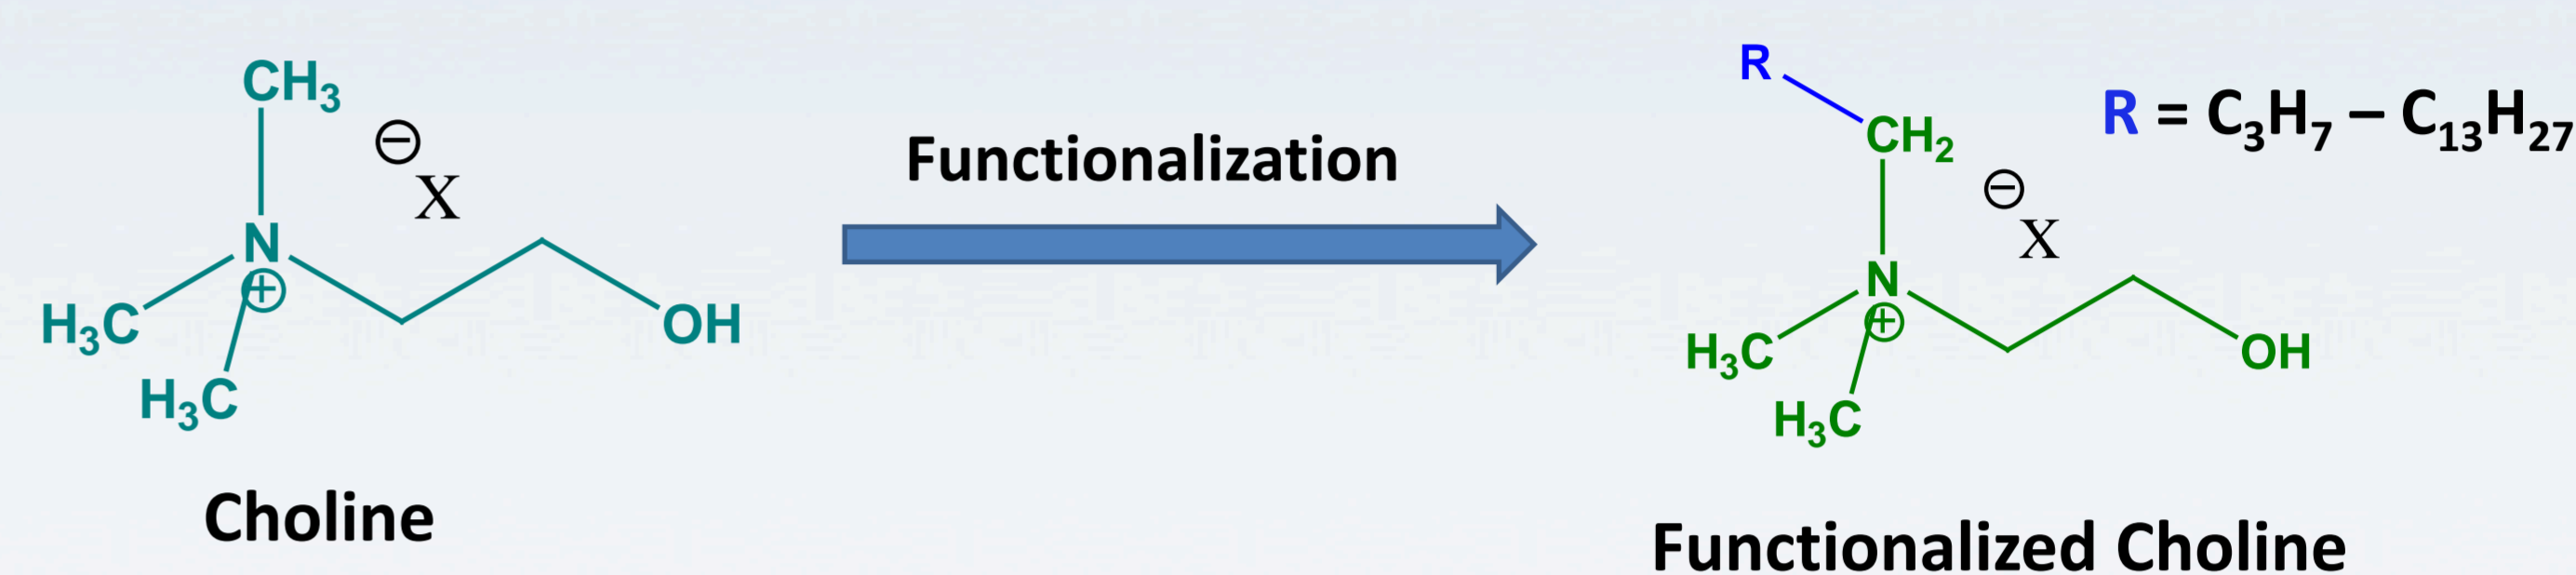 CH₃
⊖
X
N
⊕
H₃C
H₃C
OH
Choline
Functionalization
R
CH₂
R = C₃H₇ – C₁₃H₂₇
⊖
X
N
⊕
H₃C
H₃C
OH
Functionalized Choline